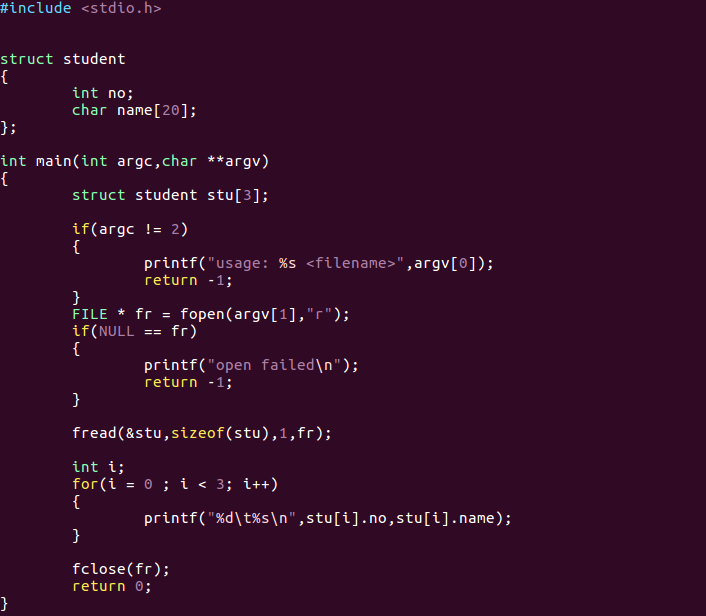 #include <stdio.h>
struct student
{
        int no;
        char name[20];
};
int main(int argc,char **argv)
{
        struct student stu[3];
        if(argc != 2)
        {
                printf("usage: %s <filename>",argv[0]);
                return -1;
        }
        FILE * fr = fopen(argv[1],"r");
        if(NULL == fr)
        {
                printf("open failed\n");
                return -1;
        }
        fread(&stu,sizeof(stu),1,fr);
        int i;
        for(i = 0 ; i < 3; i++)
        {
                printf("%d\t%s\n",stu[i].no,stu[i].name);
        }
        fclose(fr);
        return 0;
}